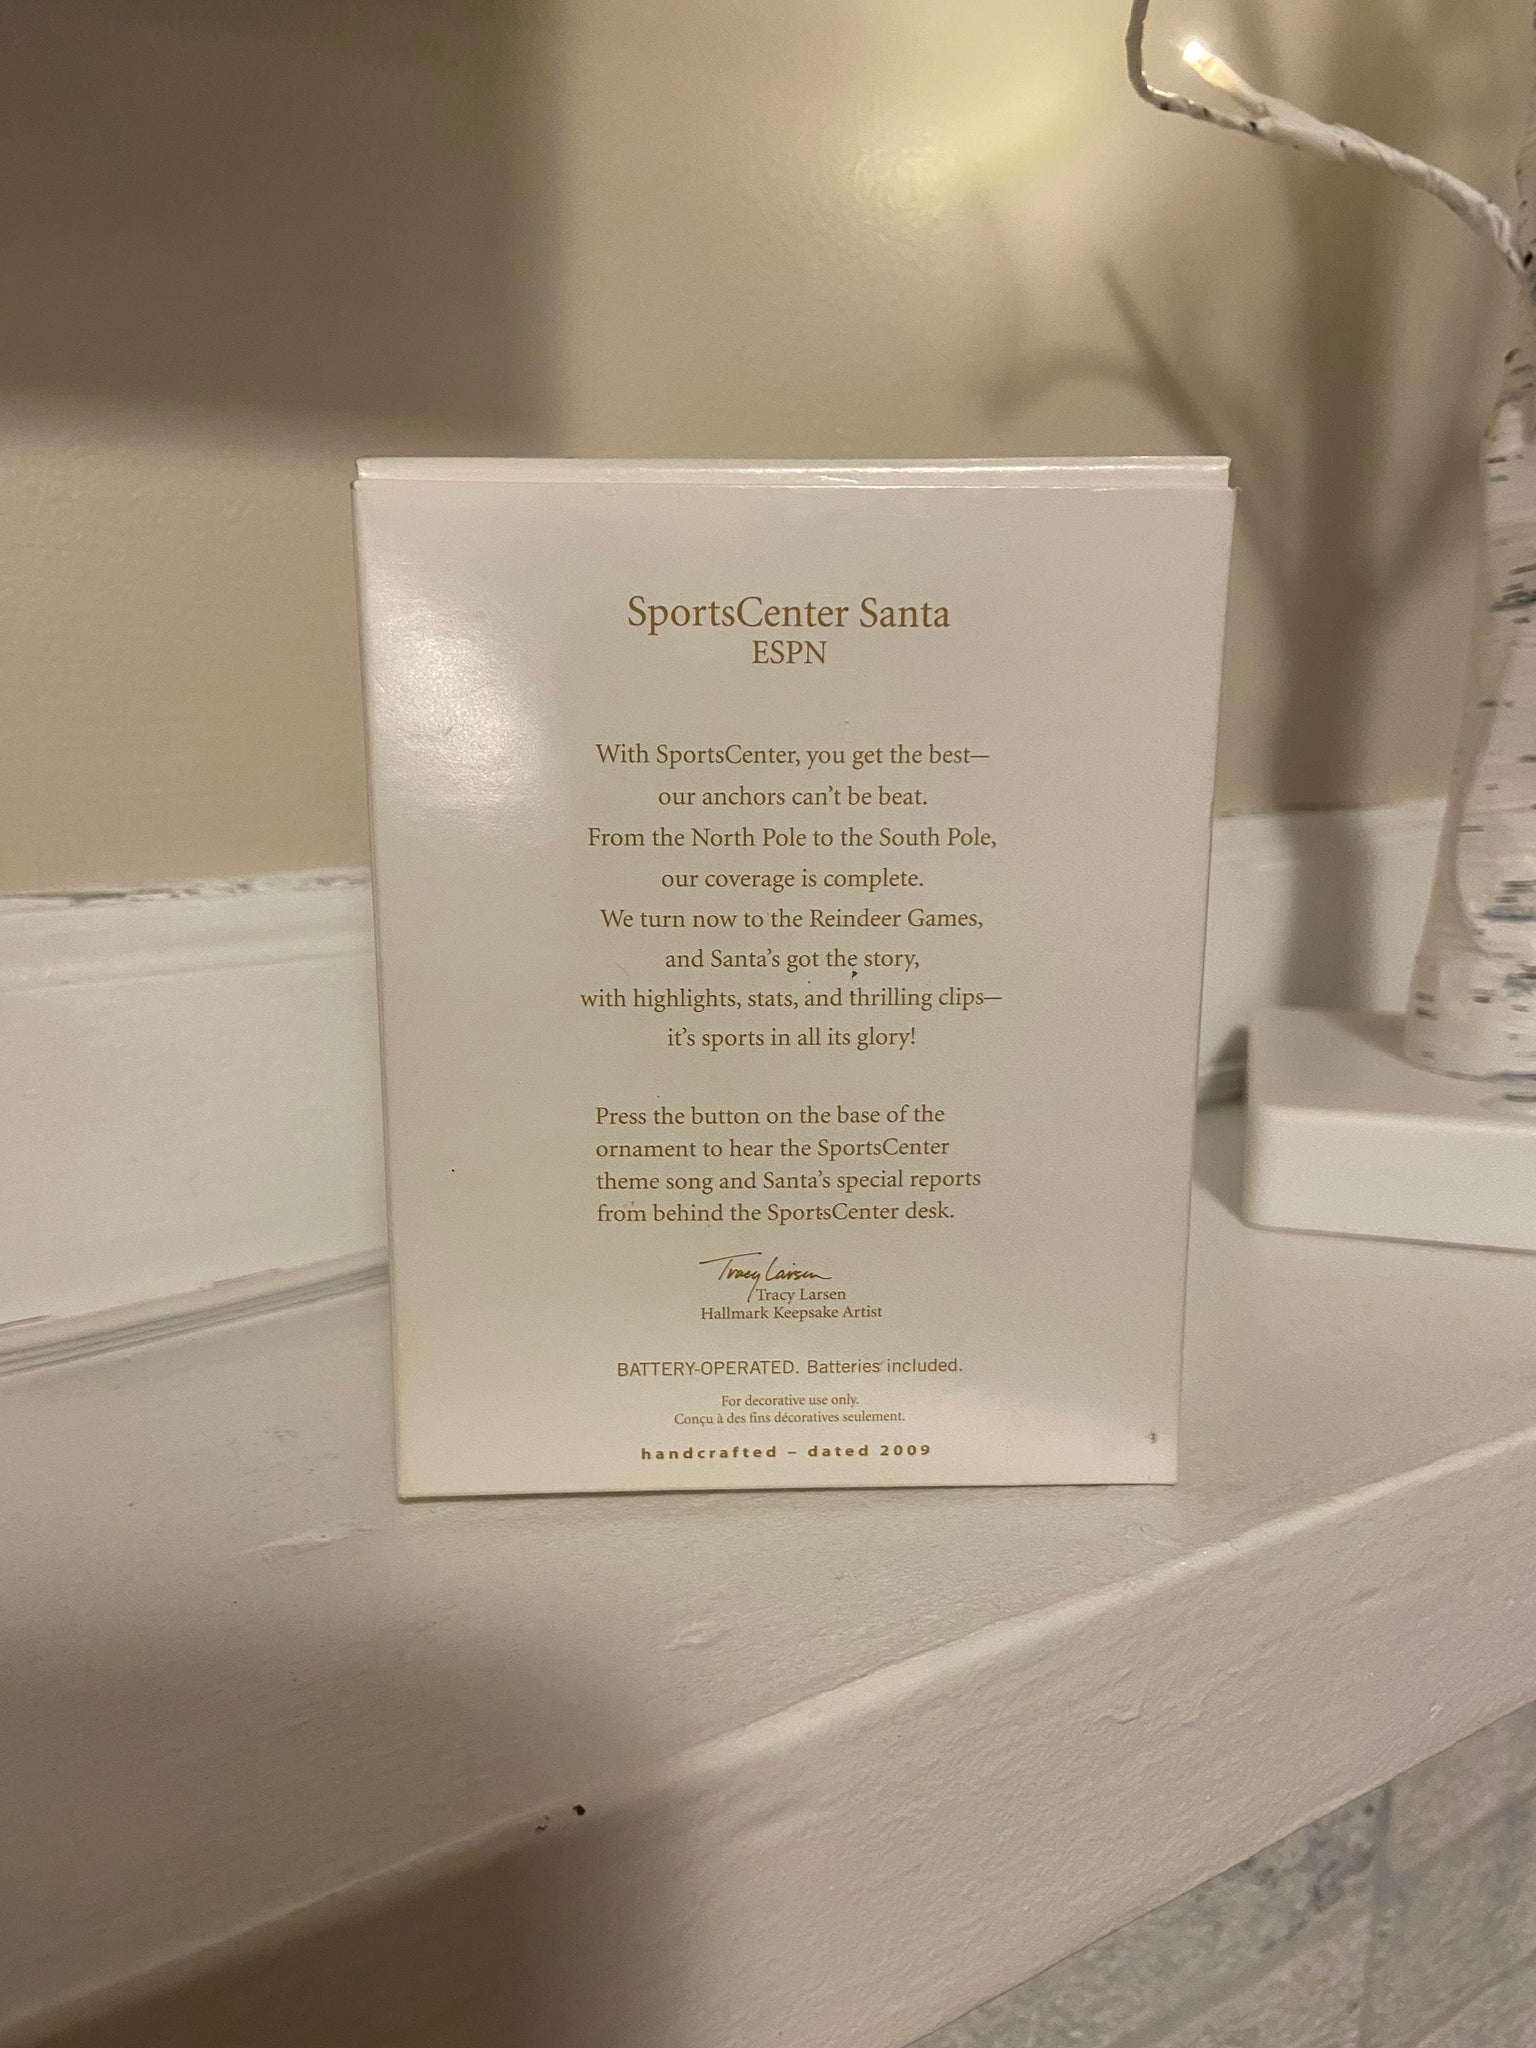 SportsCenter Santa
ESPN
With SportsCenter, you get the best—
our anchors can't be beat.
From the North Pole to the South Pole,
our coverage is complete.
We turn now to the Reindeer Games,
and Santa's got the story,
with highlights, stats, and thrilling clips—
it's sports in all its glory!
Press the button on the base of the
ornament to hear the SportsCenter
theme song and Santa's special reports
from behind the SportsCenter desk.
Tracy Larsen
Tracy Larsen
Hallmark Keepsake Artist
BATTERY-OPERATED. Batteries included.
For decorative use only.
Conçu à des fins décoratives seulement.
handcrafted – dated 2009